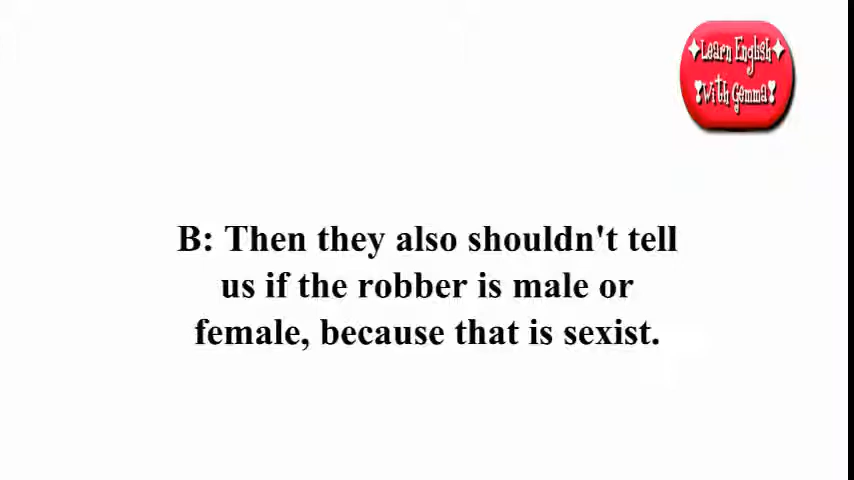 Learn English
With Gemma
B: Then they also shouldn't tell
us if the robber is male or
female, because that is sexist.